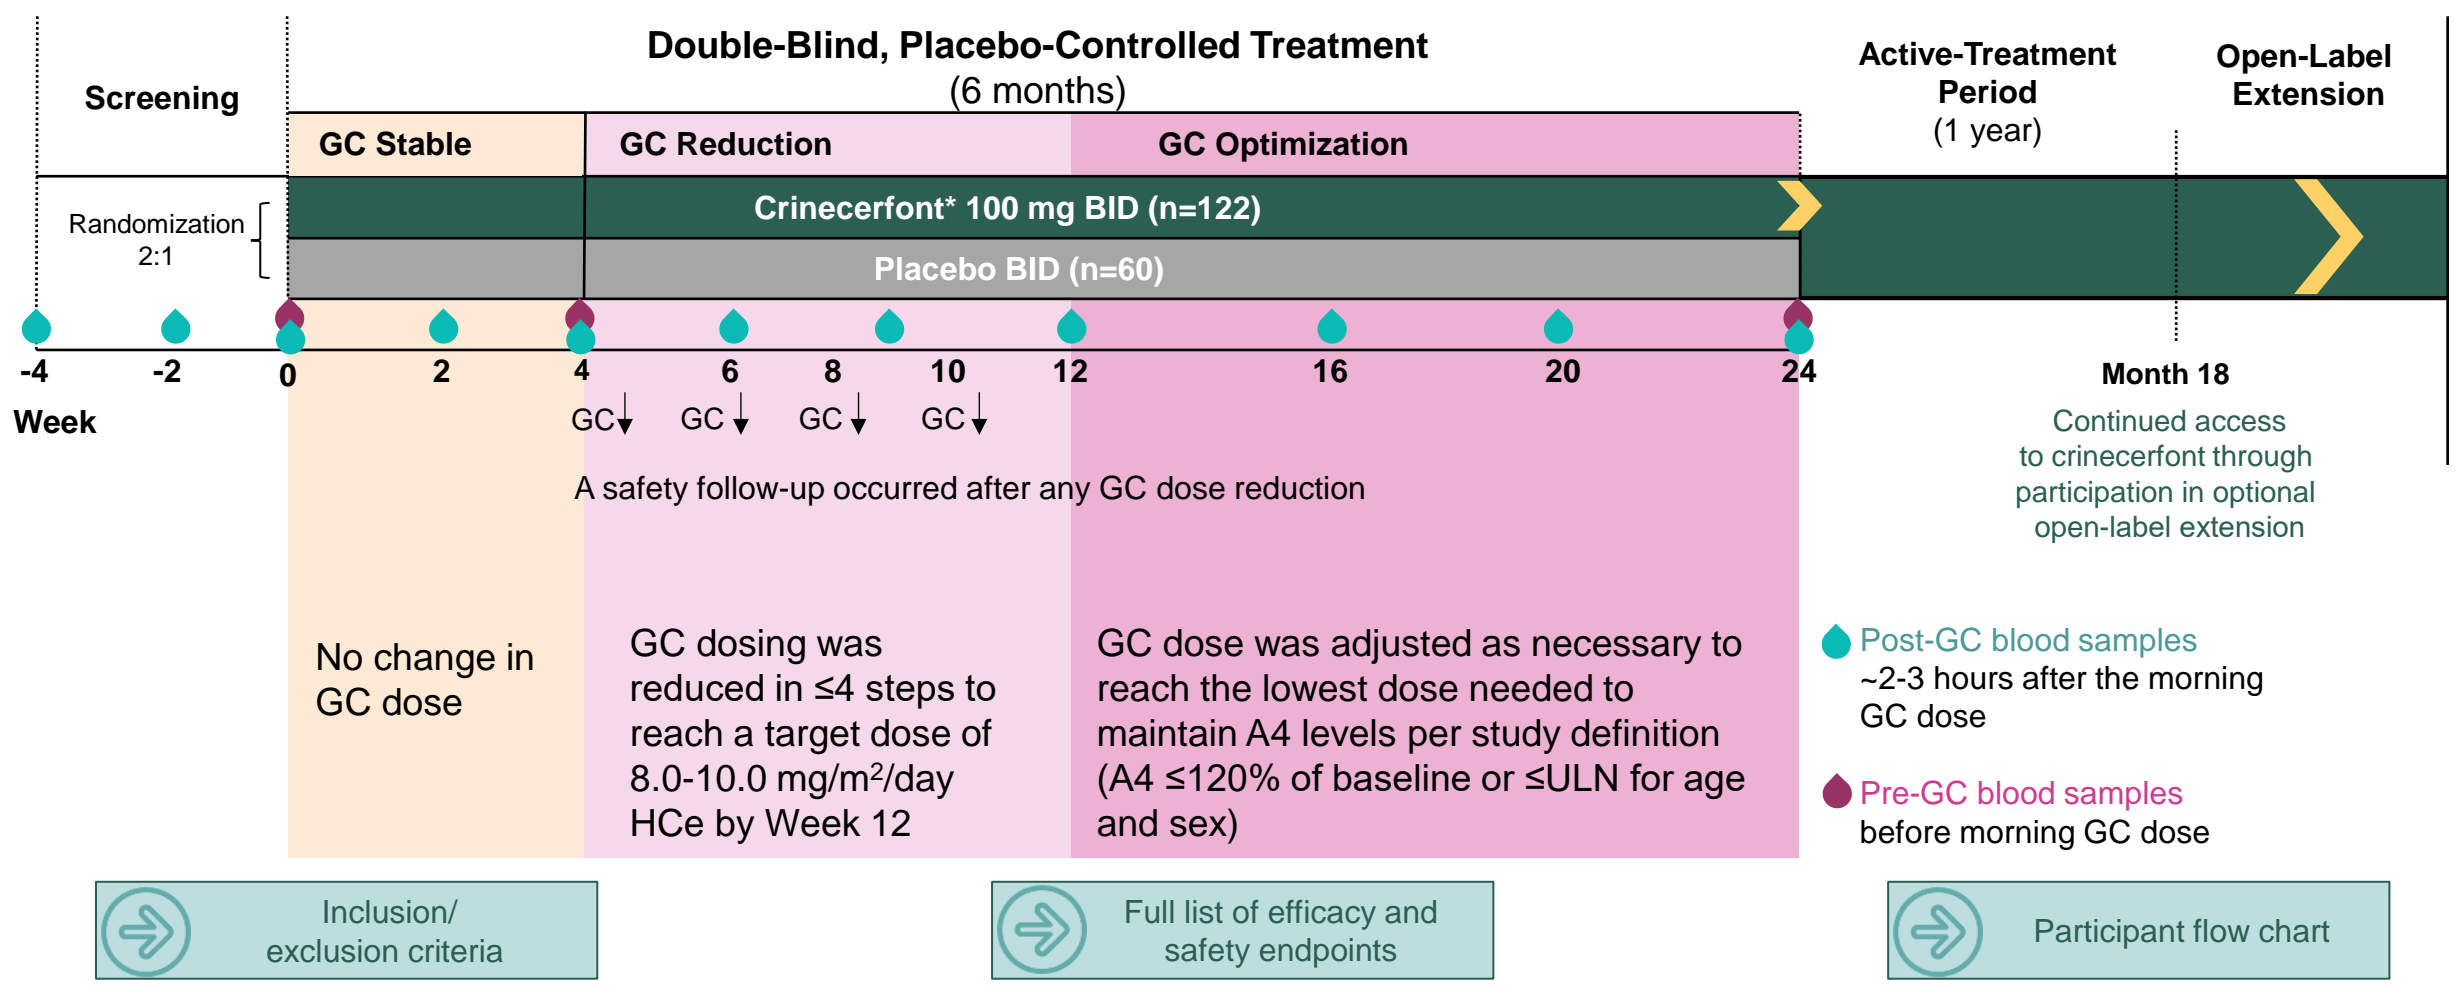 Double-Blind, Placebo-Controlled Treatment
(6 months)
Active-Treatment
Period
(1 year)
Open-Label
Extension
Screening
GC Stable
GC Reduction
GC Optimization
Randomization
2:1
Crinecerfont* 100 mg BID (n=122)
Placebo BID (n=60)
-4
-2
0
2
4
6
8
10
12
16
20
24
Month 18
Week
GC↓
GC↓
GC↓
GC↓
A safety follow-up occurred after any GC dose reduction
Continued access
to crinecerfont through
participation in optional
open-label extension
No change in
GC dose
GC dosing was
reduced in ≤4 steps to
reach a target dose of
8.0-10.0 mg/m²/day
HCe by Week 12
GC dose was adjusted as necessary to
reach the lowest dose needed to
maintain A4 levels per study definition
(A4 ≤120% of baseline or ≤ULN for age
and sex)
Post-GC blood samples
~2-3 hours after the morning
GC dose
Pre-GC blood samples
before morning GC dose
Inclusion/
exclusion criteria
Full list of efficacy and
safety endpoints
Participant flow chart